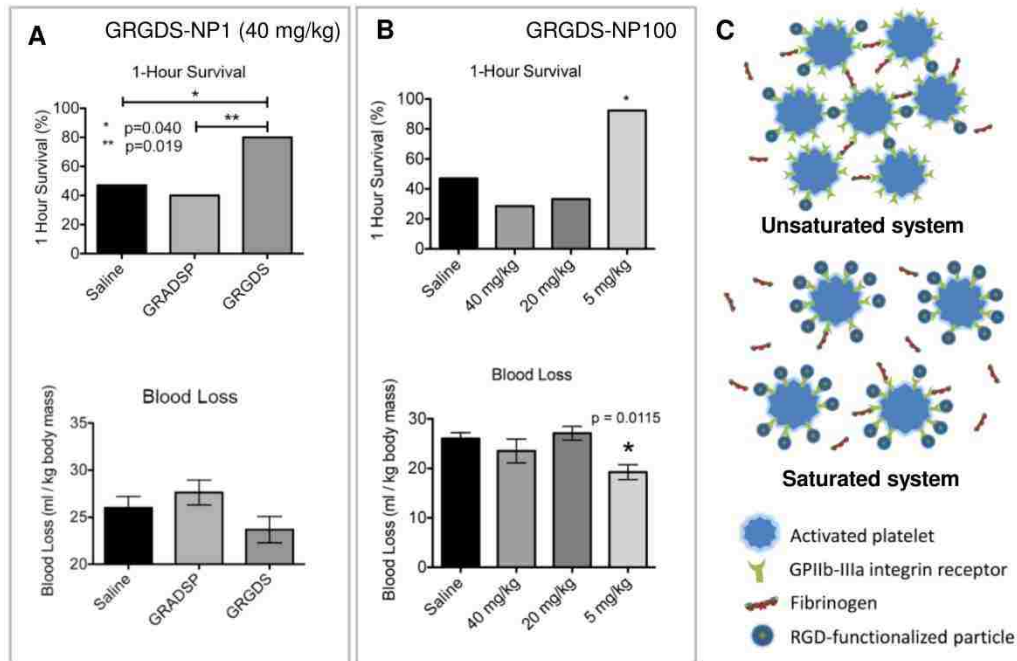 A
GRGDS-NP1 (40 mg/kg)
1-Hour Survival
1 Hour Survival (%)
100
80
60
40
20
0
*
**
* p=0.040
** p=0.019
Saline
GRADSP
GRGDS
Blood Loss
Blood Loss (ml / kg body mass)
35
30
25
20
Saline
GRADSP
GRGDS
B
GRGDS-NP100
1-Hour Survival
1 Hour Survival (%)
100
80
60
40
20
0
*
Saline
40 mg/kg
20 mg/kg
5 mg/kg
Blood Loss
Blood Loss (ml / kg body mass)
30
20
10
0
p = 0.0115
*
Saline
40 mg/kg
20 mg/kg
5 mg/kg
C
Unsaturated system
Saturated system
Activated platelet
GPIIb-IIIa integrin receptor
Fibrinogen
RGD-functionalized particle